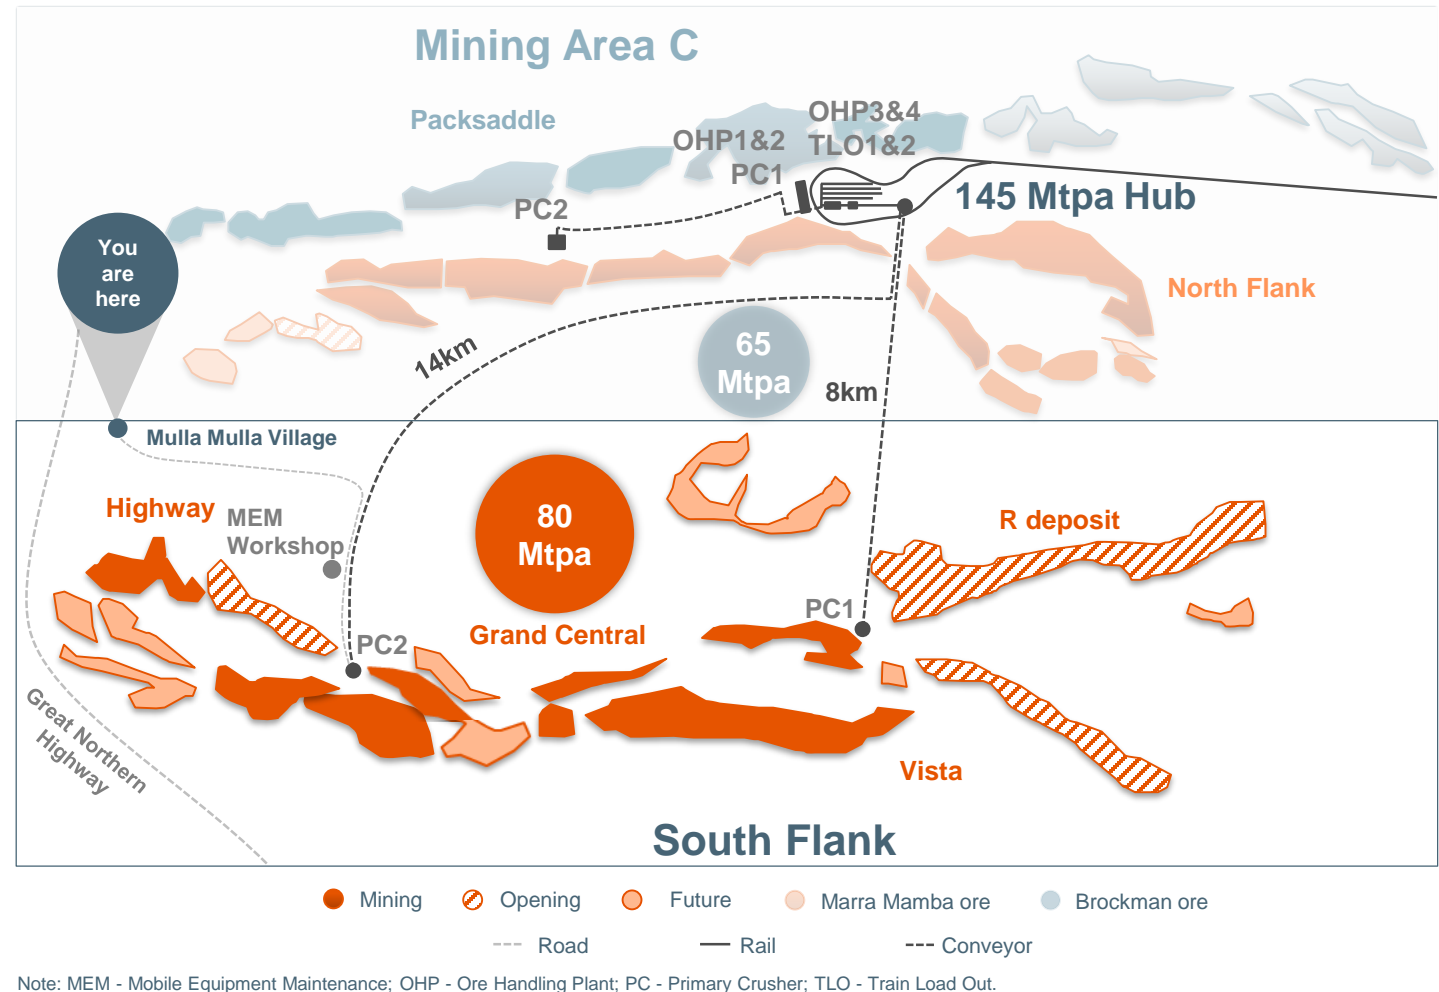 Mining Area C
Packsaddle
OHP3&4
TLO1&2
OHP1&2
PC1
PC2
145 Mtpa Hub
You
are
here
North Flank
14km
65
Mtpa
8km
Mulla Mulla Village
Highway
MEM
Workshop
80
Mtpa
R deposit
Grand Central
PC1
PC2
Great Northern
Highway
Vista
South Flank
Mining
Opening
Future
Marra Mamba ore
Brockman ore
Road
Rail
Conveyor
Note: MEM - Mobile Equipment Maintenance; OHP - Ore Handling Plant; PC - Primary Crusher; TLO - Train Load Out.